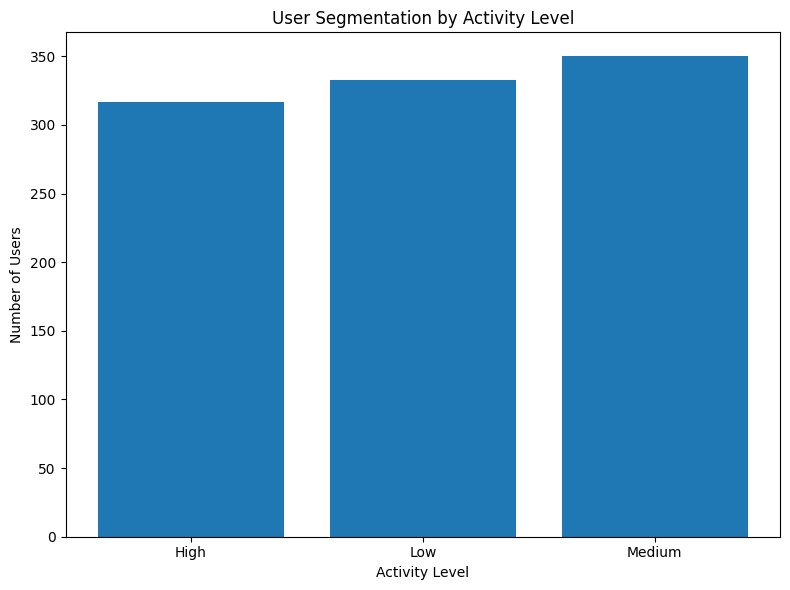 User Segmentation by Activity Level
350
300
250
200
150
100
50
0
Number of Users
High Low Medium
Activity Level